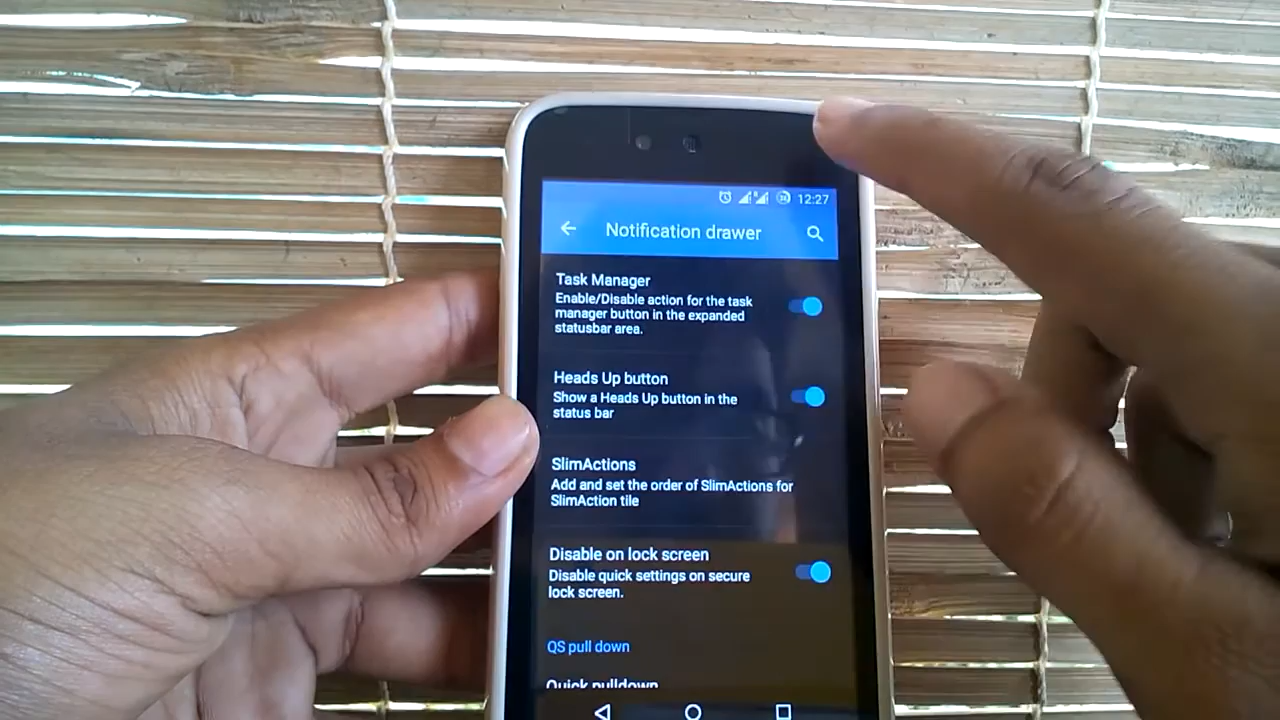 12:27
Notification drawer
Task Manager
Enable/Disable action for the task
manager button in the expanded
statusbar area.
Heads Up button
Show a Heads Up button in the
status bar
SlimActions
Add and set the order of SlimActions for
SlimAction tile
Disable on lock screen
Disable quick settings on secure
lock screen.
QS pull down
Quick pulldown